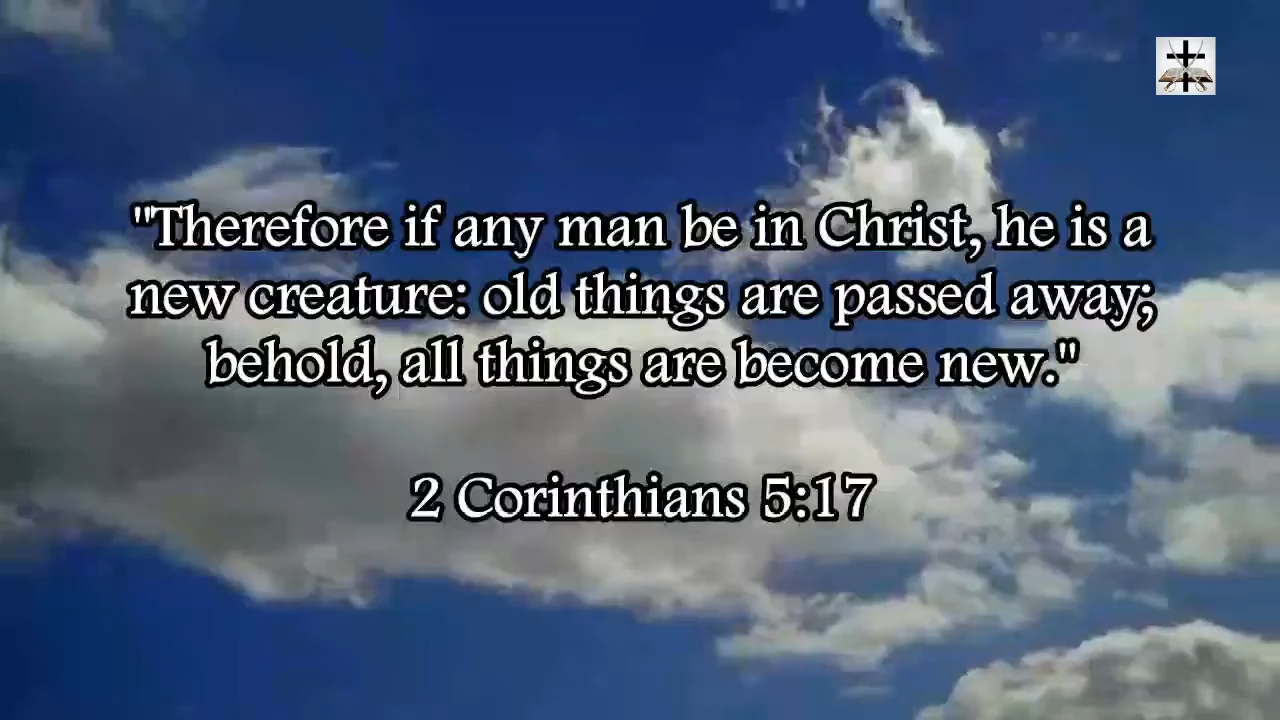 "Therefore if any man be in Christ, he is a
new creature: old things are passed away;
behold, all things are become new."
2 Corinthians 5:17